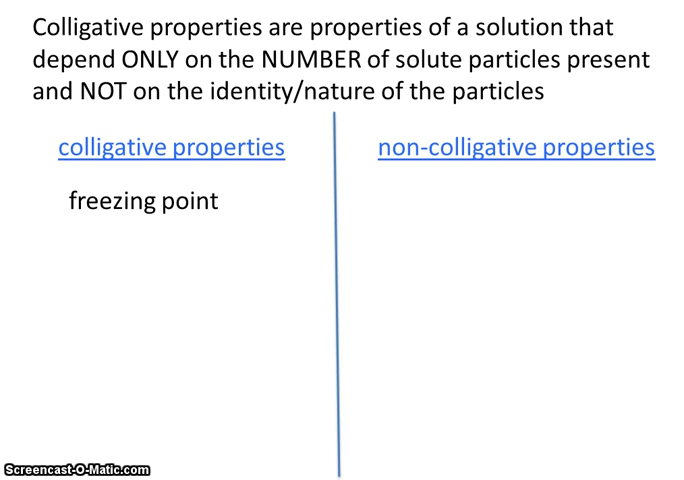 Colligative properties are properties of a solution that
depend ONLY on the NUMBER of solute particles present
and NOT on the identity/nature of the particles
colligative properties
non-colligative properties
freezing point
Screencast-O-Matic.com